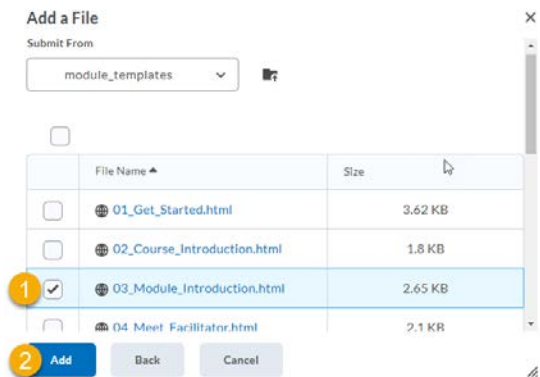 Add a File
Submit From
module_templates
File Name Size
01_Get_Started.html 3.62 KB
02_Course_Introduction.html 1.8 KB
1 03_Module_Introduction.html 2.65 KB
04_Meet_Facilitator.html 2.1 KB
2 Add Back Cancel